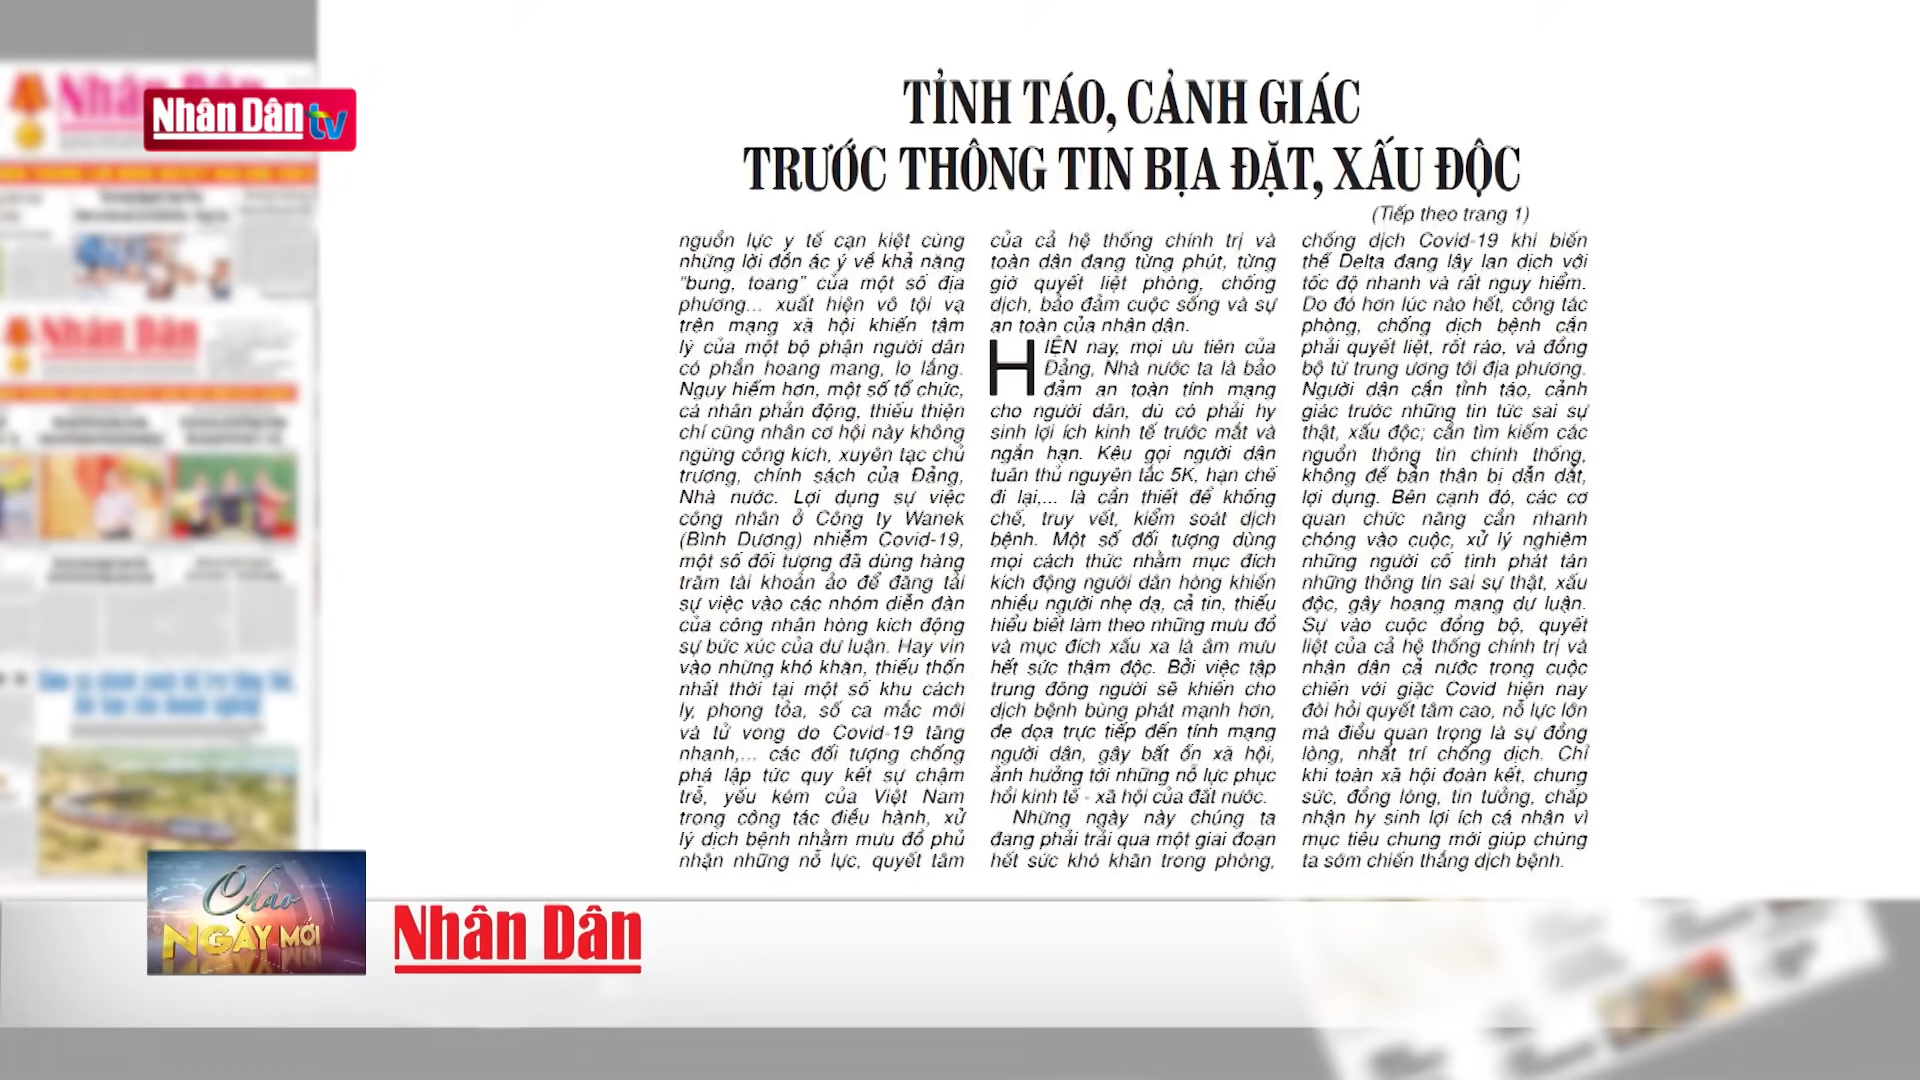 Nhân Dân tv
TỈNH TÁO, CẢNH GIÁC
TRƯỚC THÔNG TIN BỊA ĐẶT, XẤU ĐỘC
(Tiếp theo trang 1)
nguồn lực y tế cạn kiệt cùng
những lời đồn ác ý về khả năng
“bung, toang” của một số địa
phương... xuất hiện vô tội vạ
trên mạng xã hội khiến tâm
lý của một bộ phận người dân
có phần hoang mang, lo lắng.
Nguy hiểm hơn, một số tổ chức,
cá nhân phản động, thiếu thiện
chí cũng nhân cơ hội này không
ngừng công kích, xuyên tạc chủ
trương, chính sách của Đảng,
Nhà nước. Lợi dụng sự việc
công nhân ở Công ty Wanek
(Bình Dương) nhiễm Covid-19,
một số đối tượng đã dùng hàng
trăm tài khoản ảo để đăng tải
sự việc vào các nhóm diễn đàn
của công nhân hòng kích động
sự bức xúc của dư luận. Hay vin
vào những khó khăn, thiếu thốn
nhất thời tại một số khu cách
ly, phong tỏa, số ca mắc mới
và tử vong do Covid-19 tăng
nhanh,... các đối tượng chống
phá lập tức quy kết sự chậm
trễ, yếu kém của Việt Nam
trong công tác điều hành, xử
lý dịch bệnh nhằm mưu đồ phủ
nhận những nỗ lực, quyết tâm
của cả hệ thống chính trị và
toàn dân đang từng phút, từng
giờ quyết liệt phòng, chống
dịch, bảo đảm cuộc sống và sự
an toàn của nhân dân.
HIỆN nay, mọi ưu tiên của
Đảng, Nhà nước ta là bảo
đảm an toàn tính mạng
cho người dân, dù có phải hy
sinh lợi ích kinh tế trước mắt và
ngắn hạn. Kêu gọi người dân
tuân thủ nguyên tắc 5K, hạn chế
đi lại,... là cần thiết để khống
chế, truy vết, kiểm soát dịch
bệnh. Một số đối tượng dùng
mọi cách thức nhằm mục đích
kích động người dân hòng khiến
nhiều người nhẹ dạ, cả tin, thiếu
hiểu biết làm theo những mưu đồ
và mục đích xấu xa là âm mưu
hết sức thâm độc. Bởi việc tập
trung đông người sẽ khiến cho
dịch bệnh bùng phát mạnh hơn,
đe dọa trực tiếp đến tính mạng
người dân, gây bất ổn xã hội,
ảnh hưởng tới những nỗ lực phục
hồi kinh tế - xã hội của đất nước.
Những ngày này chúng ta
đang phải trải qua một giai đoạn
hết sức khó khăn trong phòng,
chống dịch Covid-19 khi biến
thể Delta đang lây lan dịch với
tốc độ nhanh và rất nguy hiểm.
Do đó hơn lúc nào hết, công tác
phòng, chống dịch bệnh cần
phải quyết liệt, rốt ráo, và đồng
bộ từ trung ương tới địa phương.
Người dân cần tỉnh táo, cảnh
giác trước những tin tức sai sự
thật, xấu độc; cần tìm kiếm các
nguồn thông tin chính thống,
không để bản thân bị dẫn dắt,
lợi dụng. Bên cạnh đó, các cơ
quan chức năng cần nhanh
chóng vào cuộc, xử lý nghiêm
những người cố tình phát tán
những thông tin sai sự thật, xấu
độc, gây hoang mang dư luận.
Sự vào cuộc đồng bộ, quyết
liệt của cả hệ thống chính trị và
nhân dân cả nước trong cuộc
chiến với giặc Covid hiện nay
đòi hỏi quyết tâm cao, nỗ lực lớn
mà điều quan trọng là sự đồng
lòng, nhất trí chống dịch. Chỉ
khi toàn xã hội đoàn kết, chung
sức, đồng lòng, tin tưởng, chấp
nhận hy sinh lợi ích cá nhân vì
mục tiêu chung mới giúp chúng
ta sớm chiến thắng dịch bệnh.
Chào
NGÀY MỚI
Nhân Dân
Nhân Dân